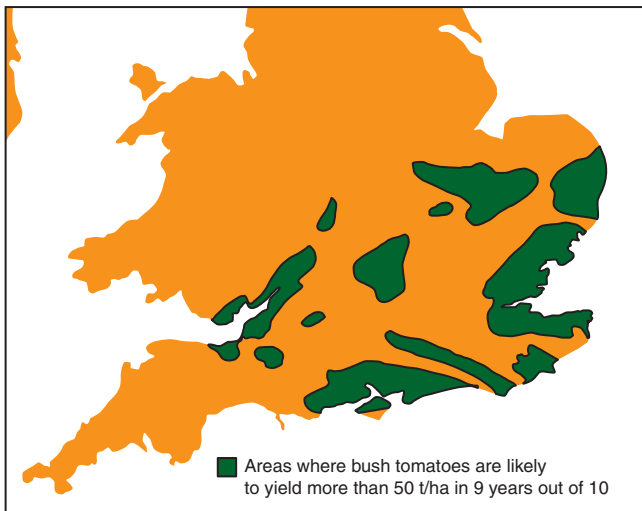 Areas where bush tomatoes are likely
to yield more than 50 t/ha in 9 years out of 10